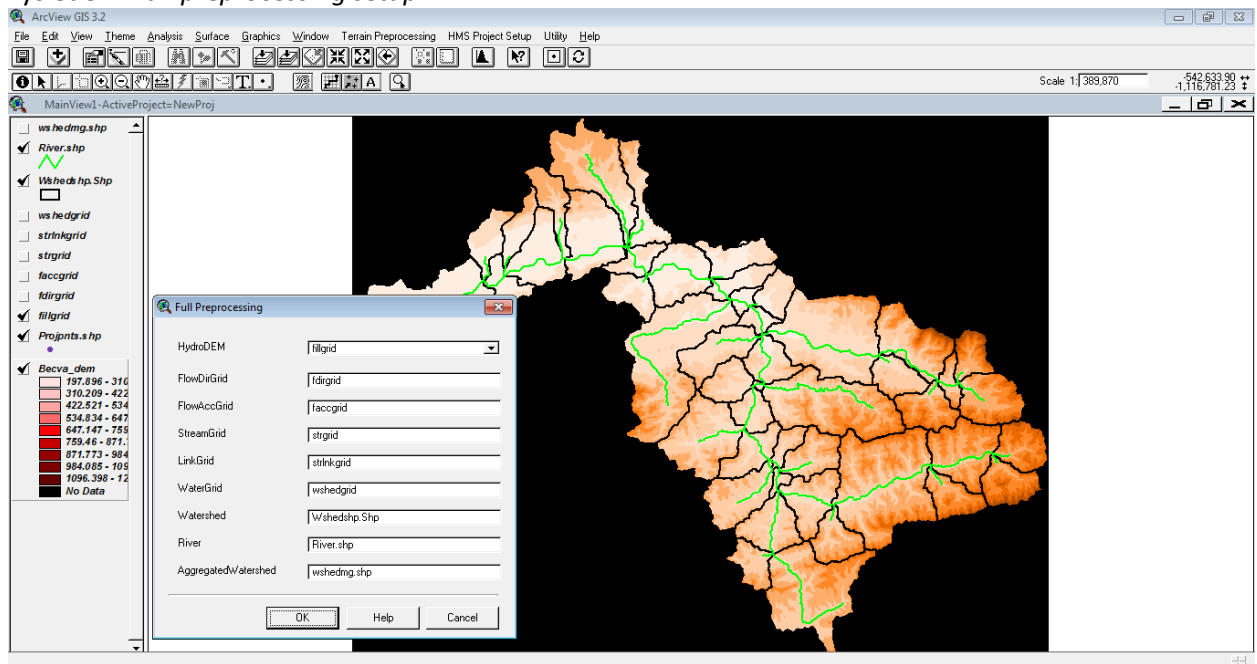 ArcView GIS 3.2
File Edit View Theme Analysis Surface Graphics Window Terrain Preprocessing HMS Project Setup Utility Help
Scale 1: 389,870
-542,633.90
-1,116,781.23
MainView1-ActiveProject=NewProj
wshedmg.shp
River.shp
Wshedshp.Shp
wshedgrid
strlnkgrid
strgrid
faccgrid
fdirgrid
fillgrid
Projpnts.shp
Becva_dem
197.896 - 310
310.209 - 422
422.521 - 534
534.834 - 647
647.147 - 759
759.46 - 871.
871.773 - 984
984.085 - 109
1096.398 - 12
No Data
Full Preprocessing
HydroDEM fillgrid
FlowDirGrid fdirgrid
FlowAccGrid faccgrid
StreamGrid strgrid
LinkGrid strlnkgrid
WaterGrid wshedgrid
Watershed Wshedshp.Shp
River River.shp
AggregatedWatershed wshedmg.shp
OK Help Cancel